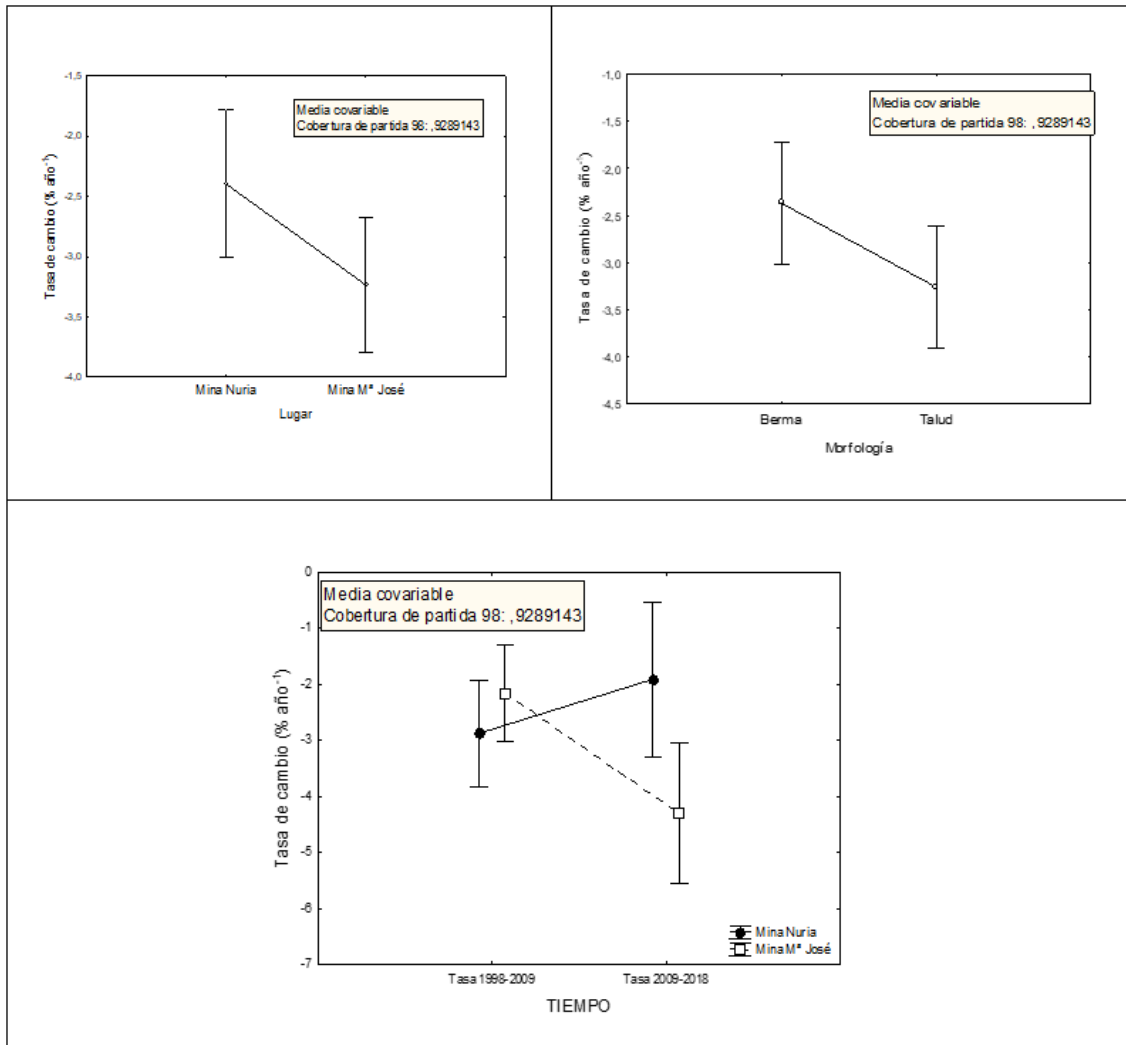 -1,5
-2,0
-2,5
-3,0
-3,5
-4,0
Tasa de cambio (% año⁻¹)
Media covariable
Cobertura de partida 98: ,9289143
Mina Nuria
Mina Mª José
Lugar
-1,0
-1,5
-2,0
-2,5
-3,0
-3,5
-4,0
-4,5
Tasa de cambio (% año⁻¹)
Media covariable
Cobertura de partida 98: ,9289143
Berma
Talud
Morfología
0
-1
-2
-3
-4
-5
-6
-7
Tasa de cambio (% año⁻¹)
Media covariable
Cobertura de partida 98: ,9289143
Mina Nuria
Mina Mª José
Tasa 1998-2009
Tasa 2009-2018
TIEMPO